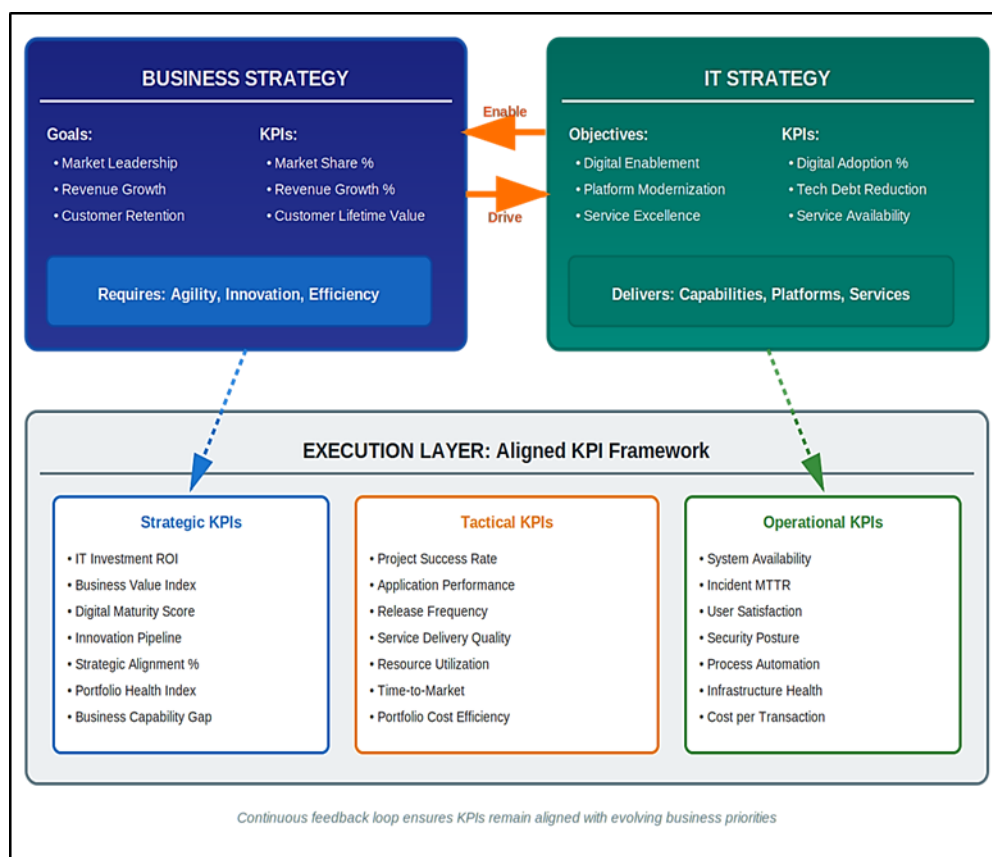 BUSINESS STRATEGY
Goals:
• Market Leadership
• Revenue Growth
• Customer Retention
KPIs:
• Market Share %
• Revenue Growth %
• Customer Lifetime Value
Requires: Agility, Innovation, Efficiency
Enable
Drive
IT STRATEGY
Objectives:
• Digital Enablement
• Platform Modernization
• Service Excellence
KPIs:
• Digital Adoption %
• Tech Debt Reduction
• Service Availability
Delivers: Capabilities, Platforms, Services
EXECUTION LAYER: Aligned KPI Framework
Strategic KPIs
• IT Investment ROI
• Business Value Index
• Digital Maturity Score
• Innovation Pipeline
• Strategic Alignment %
• Portfolio Health Index
• Business Capability Gap
Tactical KPIs
• Project Success Rate
• Application Performance
• Release Frequency
• Service Delivery Quality
• Resource Utilization
• Time-to-Market
• Portfolio Cost Efficiency
Operational KPIs
• System Availability
• Incident MTTR
• User Satisfaction
• Security Posture
• Process Automation
• Infrastructure Health
• Cost per Transaction
Continuous feedback loop ensures KPIs remain aligned with evolving business priorities